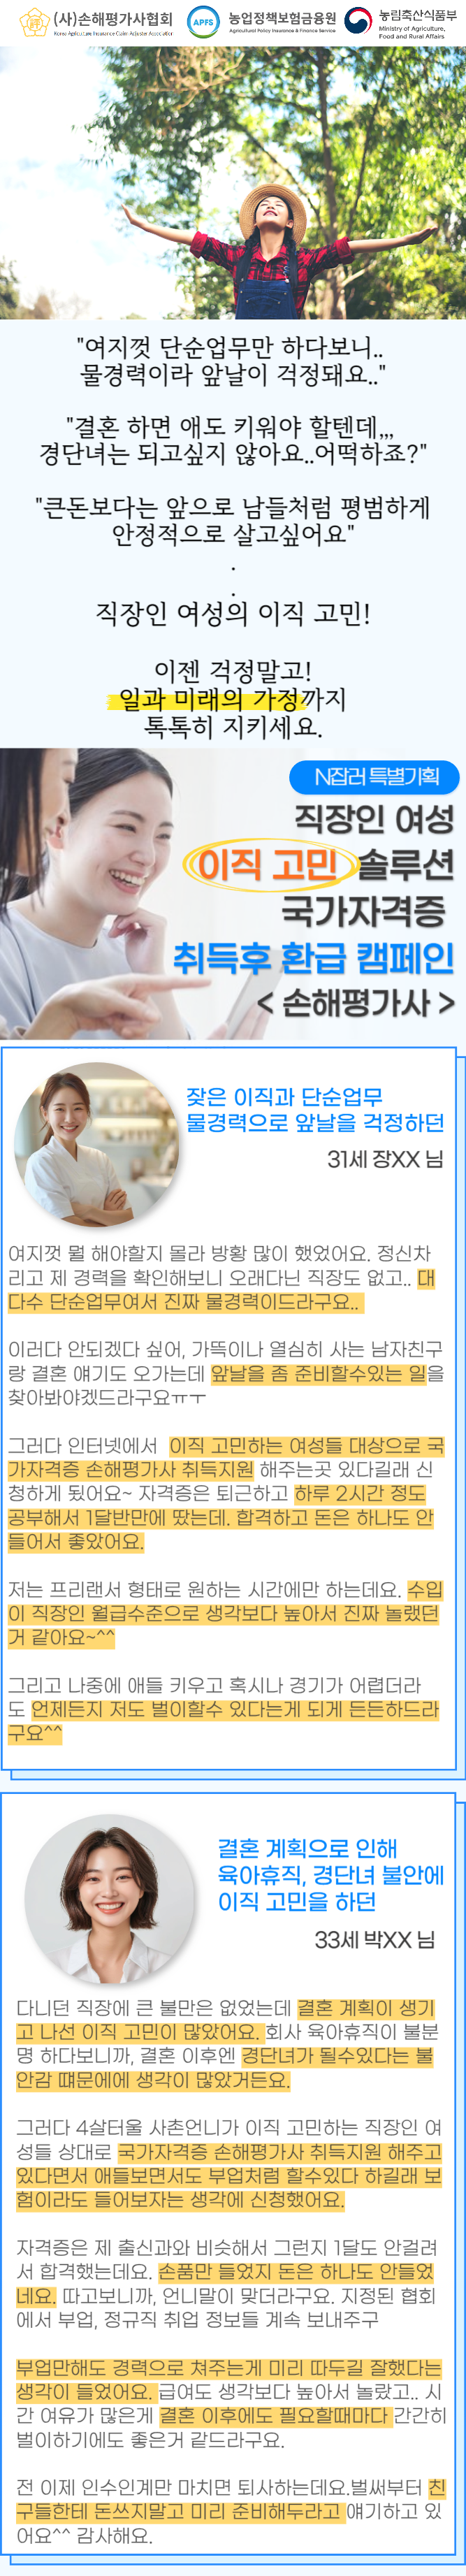 (사)손해평가사협회
Korea Agriculture Insurance Claim Adjuster Association
APFS
농업정책보험금융원
Agricultural Policy Insurance & Finance Service
농림축산식품부
Ministry of Agriculture,
Food and Rural Affairs
"여지껏 단순업무만 하다보니..
물경력이라 앞날이 걱정돼요.."
"결혼 하면 애도 키워야 할텐데,,,
경단녀는 되고싶지 않아요..어떡하죠?"
"큰돈보다는 앞으로 남들처럼 평범하게
안정적으로 살고싶어요"
.
.
직장인 여성의 이직 고민!
이젠 걱정말고!
일과 미래의 가정까지
톡톡히 지키세요.
N잡러 특별기획
직장인 여성
이직 고민 솔루션
국가자격증
취득후 환급 캠페인
< 손해평가사 >
잦은 이직과 단순업무
물경력으로 앞날을 걱정하던
31세 장XX 님
여지껏 뭘 해야할지 몰라 방황 많이 했었어요. 정신차
리고 제 경력을 확인해보니 오래다닌 직장도 없고.. 대
다수 단순업무여서 진짜 물경력이드라구요..
이러다 안되겠다 싶어, 가뜩이나 열심히 사는 남자친구
랑 결혼 얘기도 오가는데 앞날을 좀 준비할수있는 일을
찾아봐야겠드라구요ㅠㅜ
그러다 인터넷에서 이직 고민하는 여성들 대상으로 국
가자격증 손해평가사 취득지원 해주는곳 있다길래 신
청하게 됬어요~ 자격증은 퇴근하고 하루 2시간 정도
공부해서 1달반만에 땄는데. 합격하고 돈은 하나도 안
들어서 좋았어요.
저는 프리랜서 형태로 원하는 시간에만 하는데요. 수입
이 직장인 월급수준으로 생각보다 높아서 진짜 놀랬던
거 같아요~^^
그리고 나중에 애들 키우고 혹시나 경기가 어렵더라
도 언제든지 저도 벌이할수 있다는게 되게 든든하드라
구요^^
결혼 계획으로 인해
육아휴직, 경단녀 불안에
이직 고민을 하던
33세 박XX 님
다니던 직장에 큰 불만은 없었는데 결혼 계획이 생기
고 나선 이직 고민이 많았어요. 회사 육아휴직이 불분
명 하다보니까, 결혼 이후엔 경단녀가 될수있다는 불
안감 때문에에 생각이 많았거든요.
그러다 4살터울 사촌언니가 이직 고민하는 직장인 여
성들 상대로 국가자격증 손해평가사 취득지원 해주고
있다면서 애들보면서도 부업처럼 할수있다 하길래 보
험이라도 들어보자는 생각에 신청했어요.
자격증은 제 출신과와 비슷해서 그런지 1달도 안걸려
서 합격했는데요. 손품만 들었지 돈은 하나도 안들었
네요. 따고보니까, 언니말이 맞더라구요. 지정된 협회
에서 부업, 정규직 취업 정보들 계속 보내주구
부업만해도 경력으로 쳐주는게 미리 따두길 잘했다는
생각이 들었어요. 급여도 생각보다 높아서 놀랐고.. 시
간 여유가 많은게 결혼 이후에도 필요할때마다 간간히
벌이하기에도 좋은거 같드라구요.
전 이제 인수인계만 마치면 퇴사하는데요.벌써부터 친
구들한테 돈쓰지말고 미리 준비해두라고 얘기하고 있
어요^^ 감사해요.